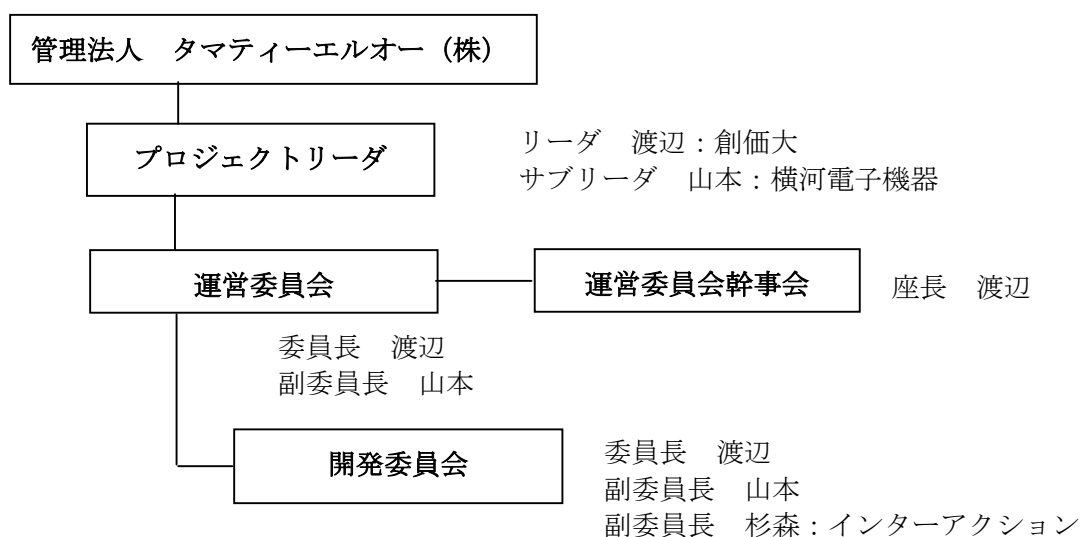 管理法人　タマティーエルオー（株）
プロジェクトリーダ
リーダ　渡辺：創価大
サブリーダ　山本：横河電子機器
運営委員会
運営委員会幹事会
座長　渡辺
委員長　渡辺
副委員長　山本
開発委員会
委員長　渡辺
副委員長　山本
副委員長　杉森：インターアクション